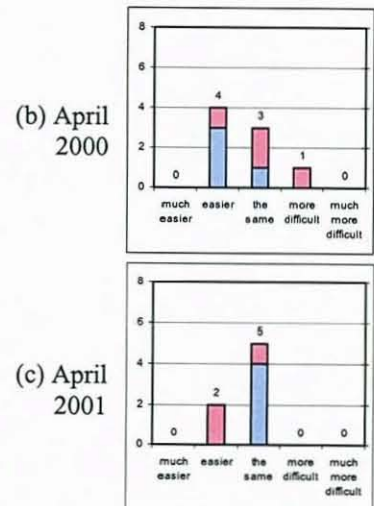 (b) April
2000
8
6
4
2
0
0
4
3
1
0
much
easier
easier
the
same
more
difficult
much
more
difficult
(c) April
2001
8
6
4
2
0
0
2
5
0
0
much
easier
easier
the
same
more
difficult
much
more
difficult